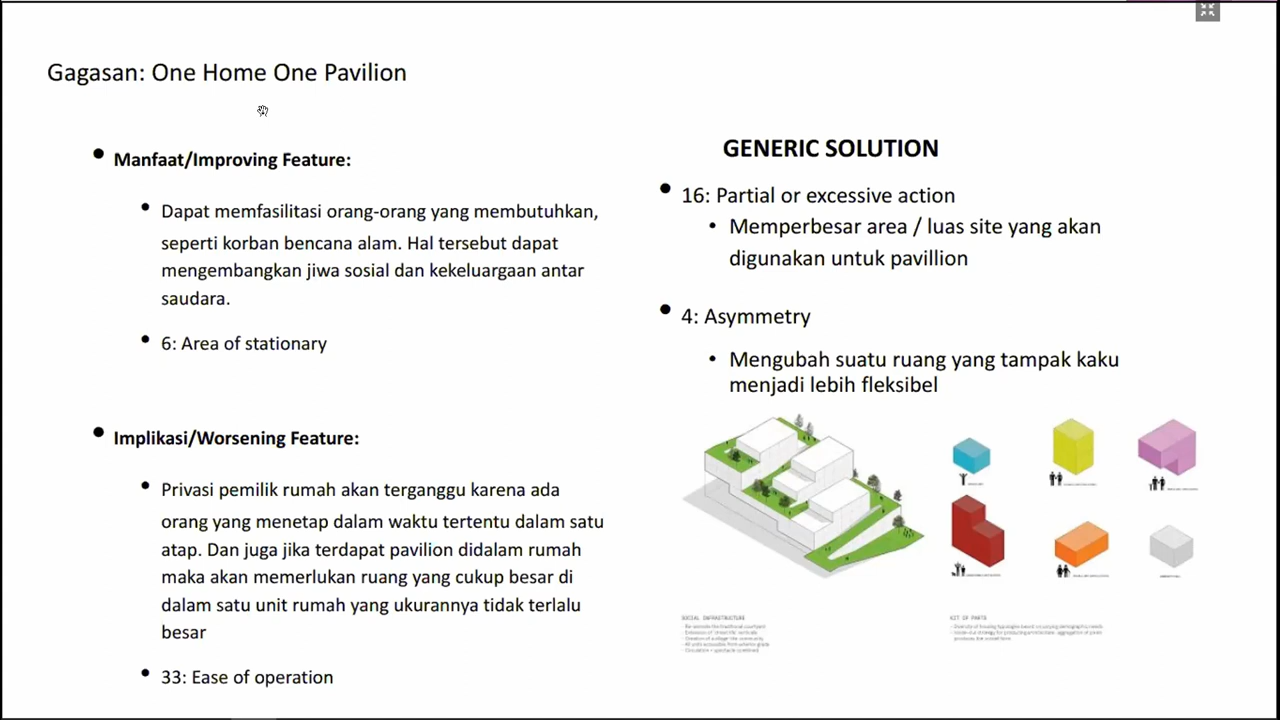 Gagasan: One Home One Pavilion
Manfaat/Improving Feature:
Dapat memfasilitasi orang-orang yang membutuhkan,
seperti korban bencana alam. Hal tersebut dapat
mengembangkan jiwa sosial dan kekeluargaan antar
saudara.
6: Area of stationary
Implikasi/Worsening Feature:
Privasi pemilik rumah akan terganggu karena ada
orang yang menetap dalam waktu tertentu dalam satu
atap. Dan juga jika terdapat pavilion didalam rumah
maka akan memerlukan ruang yang cukup besar di
dalam satu unit rumah yang ukurannya tidak terlalu
besar
33: Ease of operation
GENERIC SOLUTION
16: Partial or excessive action
Memperbesar area / luas site yang akan
digunakan untuk pavillion
4: Asymmetry
Mengubah suatu ruang yang tampak kaku
menjadi lebih fleksibel
SOCIAL INFRASTRUCTURE
KIT OF PARTS